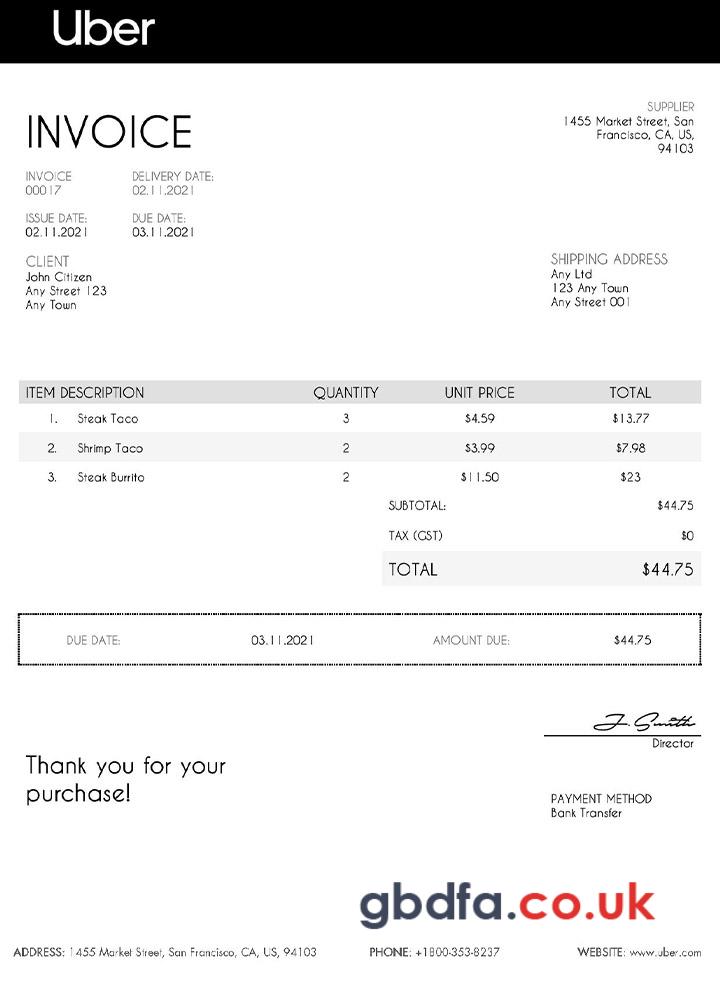 Uber
INVOICE
SUPPLIER
1455 Market Street, San
Francisco, CA, US,
94103
INVOICE DELIVERY DATE:
00017 02.11.2021
ISSUE DATE: DUE DATE:
02.11.2021 03.11.2021
CLIENT
John Citizen
Any Street 123
Any Town
SHIPPING ADDRESS
Any Ltd
123 Any Town
Any Street 001
ITEM DESCRIPTION QUANTITY UNIT PRICE TOTAL
1. Steak Taco 3 $4.59 $13.77
2. Shrimp Taco 2 $3.99 $7.98
3. Steak Burrito 2 $11.50 $23
SUBTOTAL: $44.75
TAX (GST) $0
TOTAL $44.75
DUE DATE: 03.11.2021 AMOUNT DUE: $44.75
J. Smith
Director
Thank you for your
purchase!
PAYMENT METHOD
Bank Transfer
gbdfa.co.uk
ADDRESS: 1455 Market Street, San Francisco, CA, US, 94103 PHONE: +1800-353-8237 WEBSITE: www.uber.com